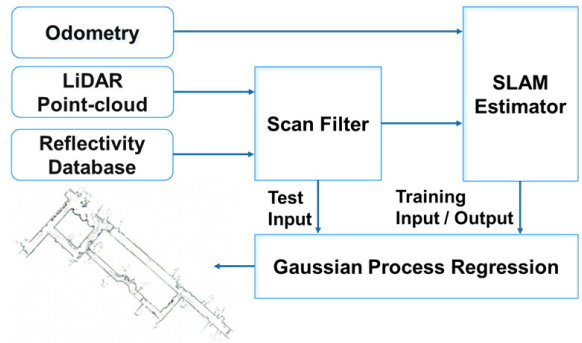 Odometry
LiDAR
Point-cloud
Reflectivity
Database
Scan Filter
SLAM
Estimator
Test
Input
Training
Input / Output
Gaussian Process Regression